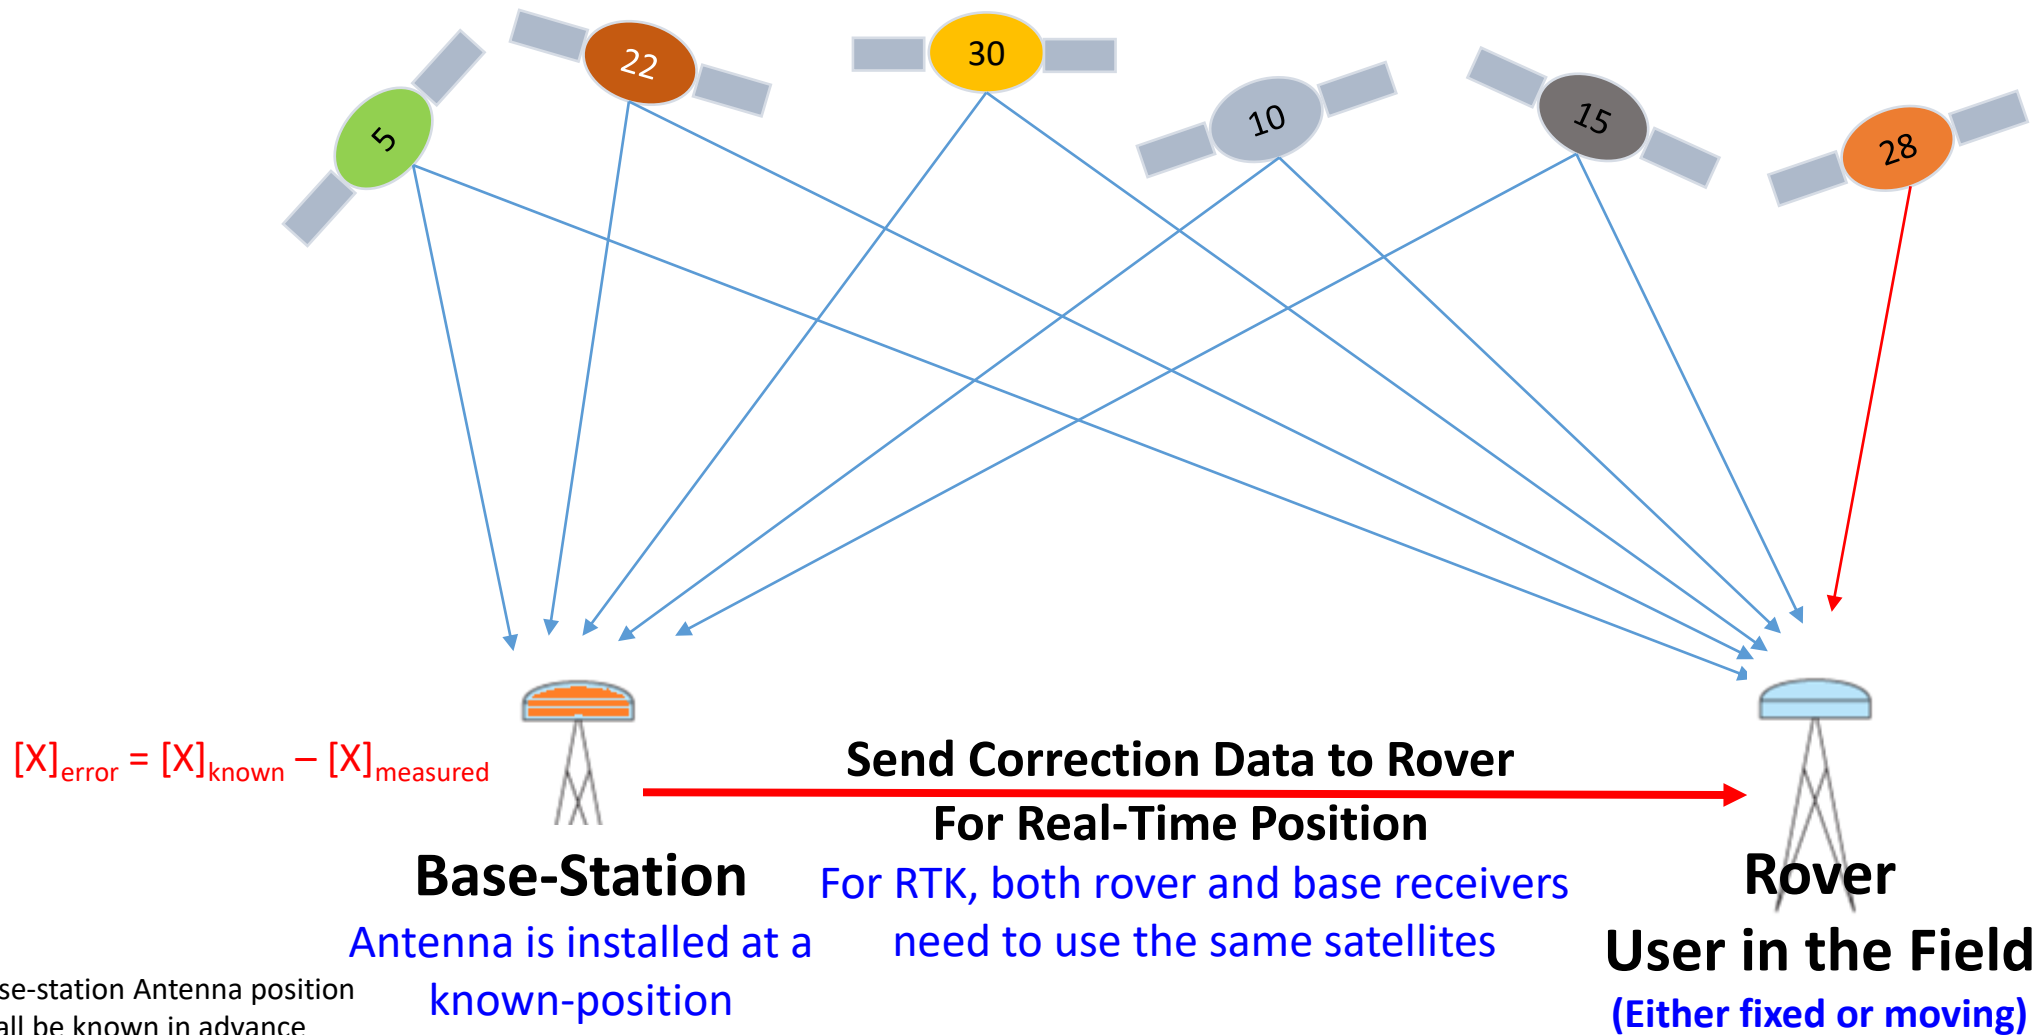 5
22
30
10
15
28
[X]error = [X]known – [X]measured
Send Correction Data to Rover
For Real-Time Position
Base-Station
Antenna is installed at a
known-position
For RTK, both rover and base receivers
need to use the same satellites
Rover
User in the Field
(Either fixed or moving)
se-station Antenna position
all be known in advance